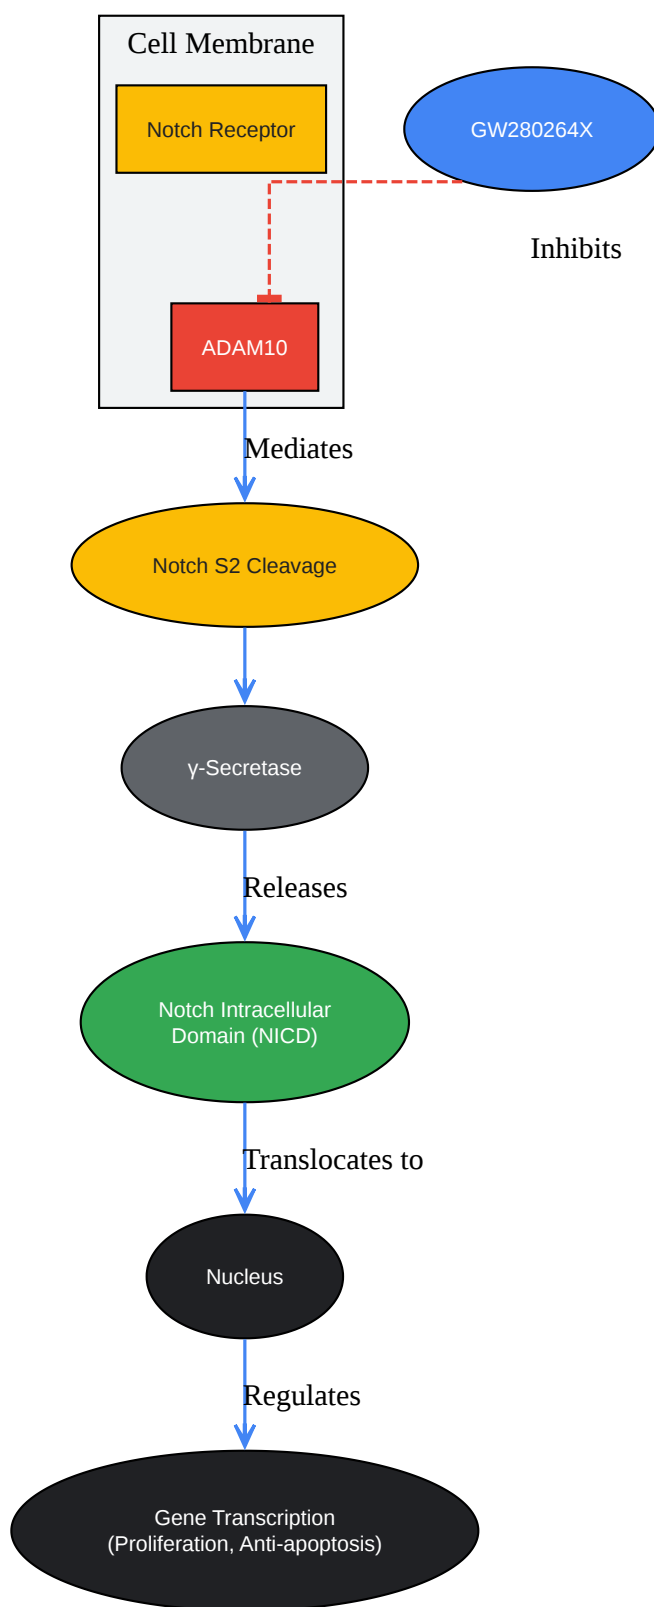 Cell Membrane
Notch Receptor
GW280264X
Inhibits
ADAM10
Mediates
Notch S2 Cleavage
γ-Secretase
Releases
Notch Intracellular
Domain (NICD)
Translocates to
Nucleus
Regulates
Gene Transcription
(Proliferation, Anti-apoptosis)